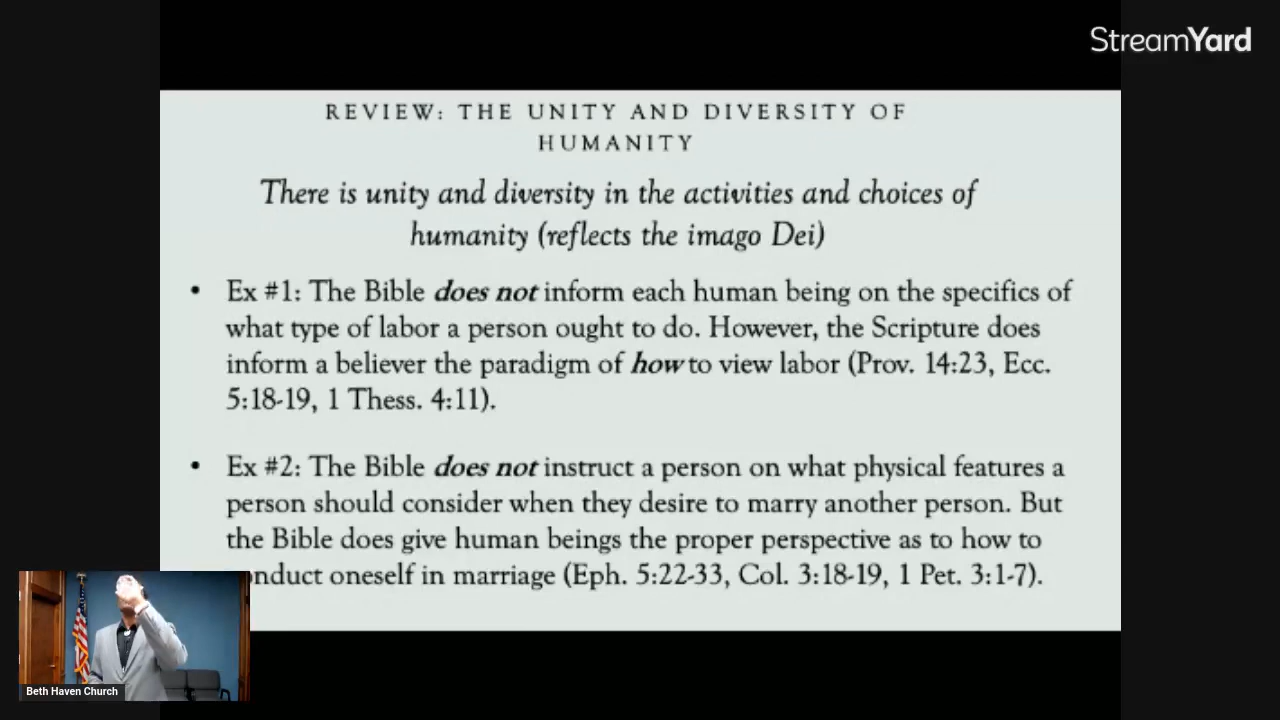 StreamYard
REVIEW: THE UNITY AND DIVERSITY OF
HUMANITY
There is unity and diversity in the activities and choices of
humanity (reflects the imago Dei)
• Ex #1: The Bible does not inform each human being on the specifics of
what type of labor a person ought to do. However, the Scripture does
inform a believer the paradigm of how to view labor (Prov. 14:23, Ecc.
5:18-19, 1 Thess. 4:11).
• Ex #2: The Bible does not instruct a person on what physical features a
person should consider when they desire to marry another person. But
the Bible does give human beings the proper perspective as to how to
onduct oneself in marriage (Eph. 5:22-33, Col. 3:18-19, 1 Pet. 3:1-7).
Beth Haven Church